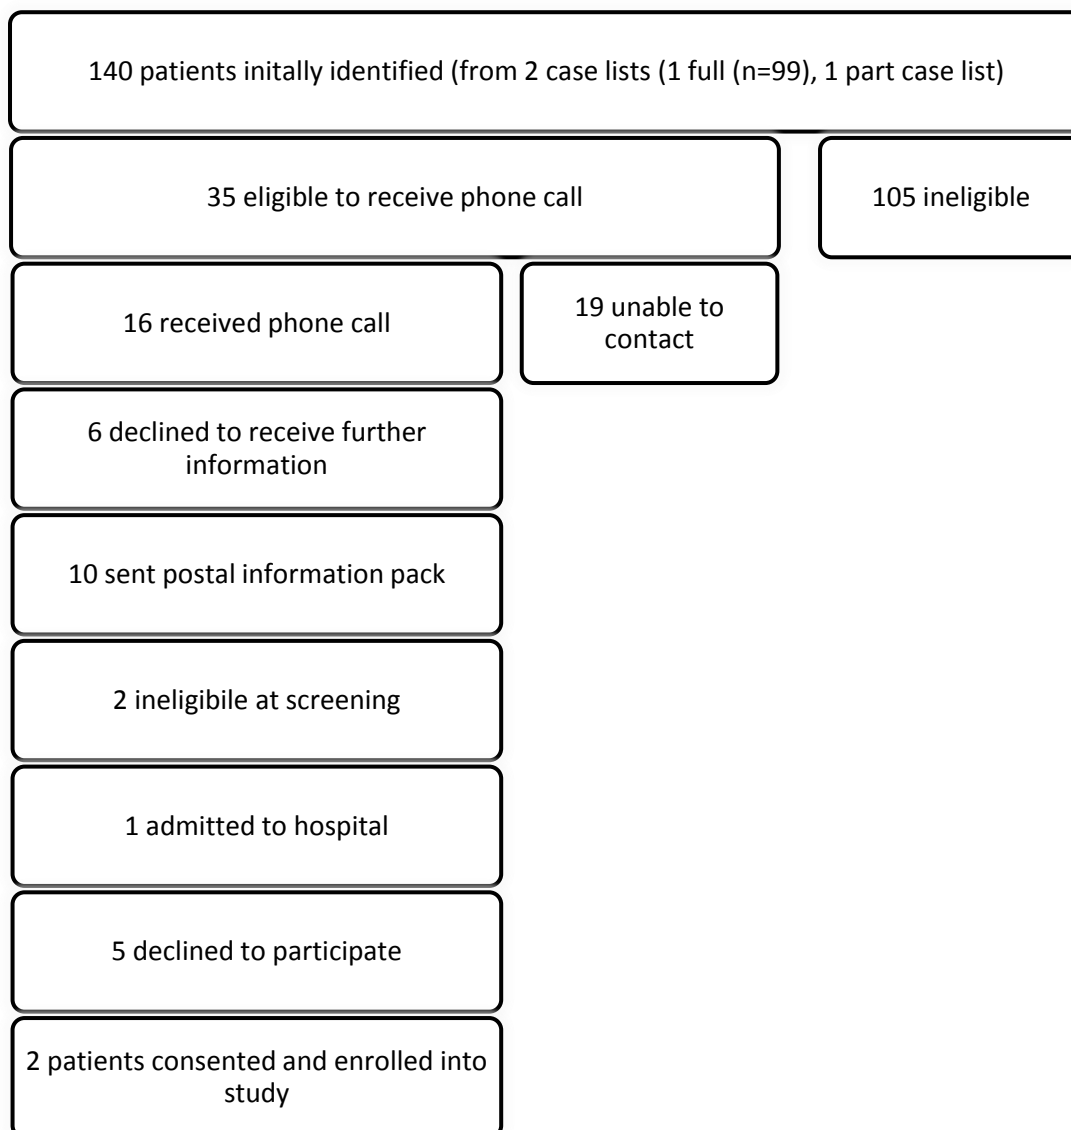 140 patients initally identified (from 2 case lists (1 full (n=99), 1 part case list)
35 eligible to receive phone call
105 ineligible
16 received phone call
19 unable to
contact
6 declined to receive further
information
10 sent postal information pack
2 ineligibile at screening
1 admitted to hospital
5 declined to participate
2 patients consented and enrolled into
study